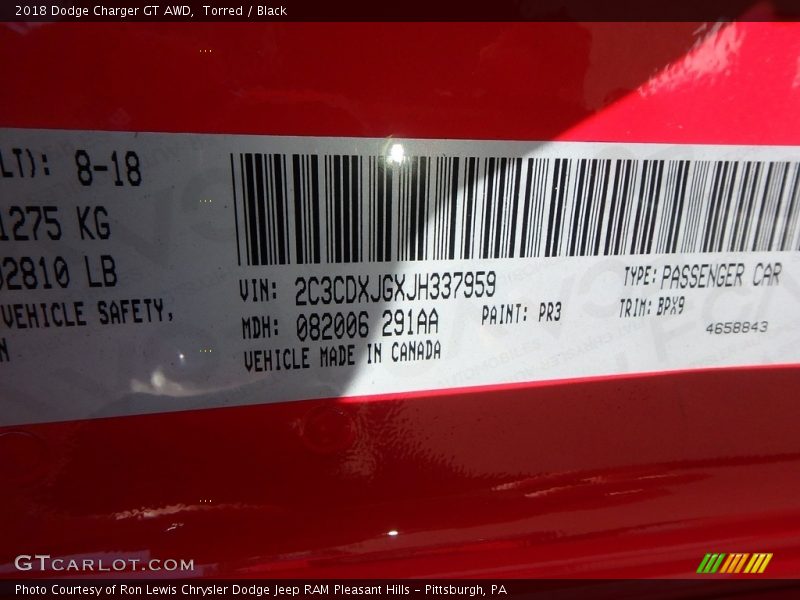 2018 Dodge Charger GT AWD, Torred / Black
LT): 8-18
1275 KG
02810 LB
VEHICLE SAFETY,
N
VIN: 2C3CDXJGXJH337959
TYPE: PASSENGER CAR
MDH: 082006 291AA
PAINT: PR3
TRIM: BPX9
4658843
VEHICLE MADE IN CANADA
GTCARLOT.COM
Photo Courtesy of Ron Lewis Chrysler Dodge Jeep RAM Pleasant Hills - Pittsburgh, PA